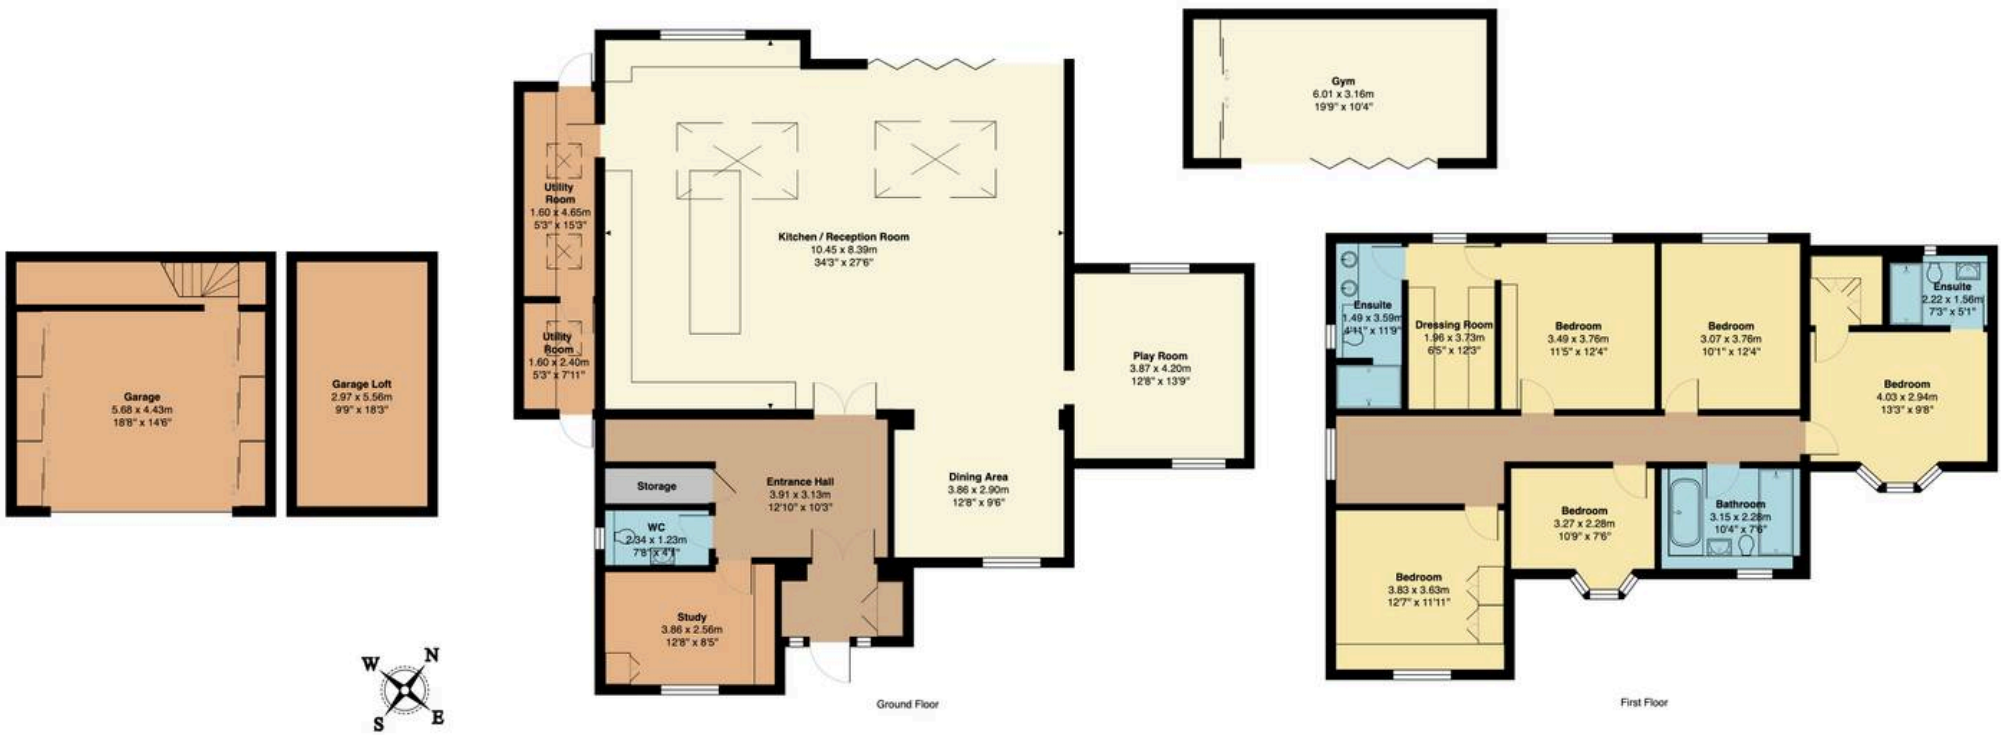 Garage
5.68 x 4.43m
18'8" x 14'6"
Garage Loft
2.97 x 5.56m
9'9" x 18'3"
W
N
S
E
Utility
Room
1.60 x 4.65m
5'3" x 15'3"
Utility
Room
1.60 x 2.40m
5'3" x 7'11"
Kitchen / Reception Room
10.45 x 8.39m
34'3" x 27'6"
Play Room
3.87 x 4.20m
12'8" x 13'9"
Dining Area
3.86 x 2.90m
12'8" x 9'6"
Entrance Hall
3.91 x 3.13m
12'10" x 10'3"
Storage
WC
2.34 x 1.23m
7'8" x 4'1"
Study
3.86 x 2.56m
12'8" x 8'5"
Ground Floor
Gym
6.01 x 3.16m
19'9" x 10'4"
Ensuite
1.49 x 3.59m
4'11" x 11'9"
Dressing Room
1.96 x 3.73m
6'5" x 12'3"
Bedroom
3.49 x 3.76m
11'5" x 12'4"
Bedroom
3.07 x 3.76m
10'1" x 12'4"
Ensuite
2.22 x 1.56m
7'3" x 5'1"
Bedroom
4.03 x 2.94m
13'3" x 9'8"
Bedroom
3.27 x 2.28m
10'9" x 7'6"
Bathroom
3.15 x 2.28m
10'4" x 7'6"
Bedroom
3.83 x 3.63m
12'7" x 11'11"
First Floor